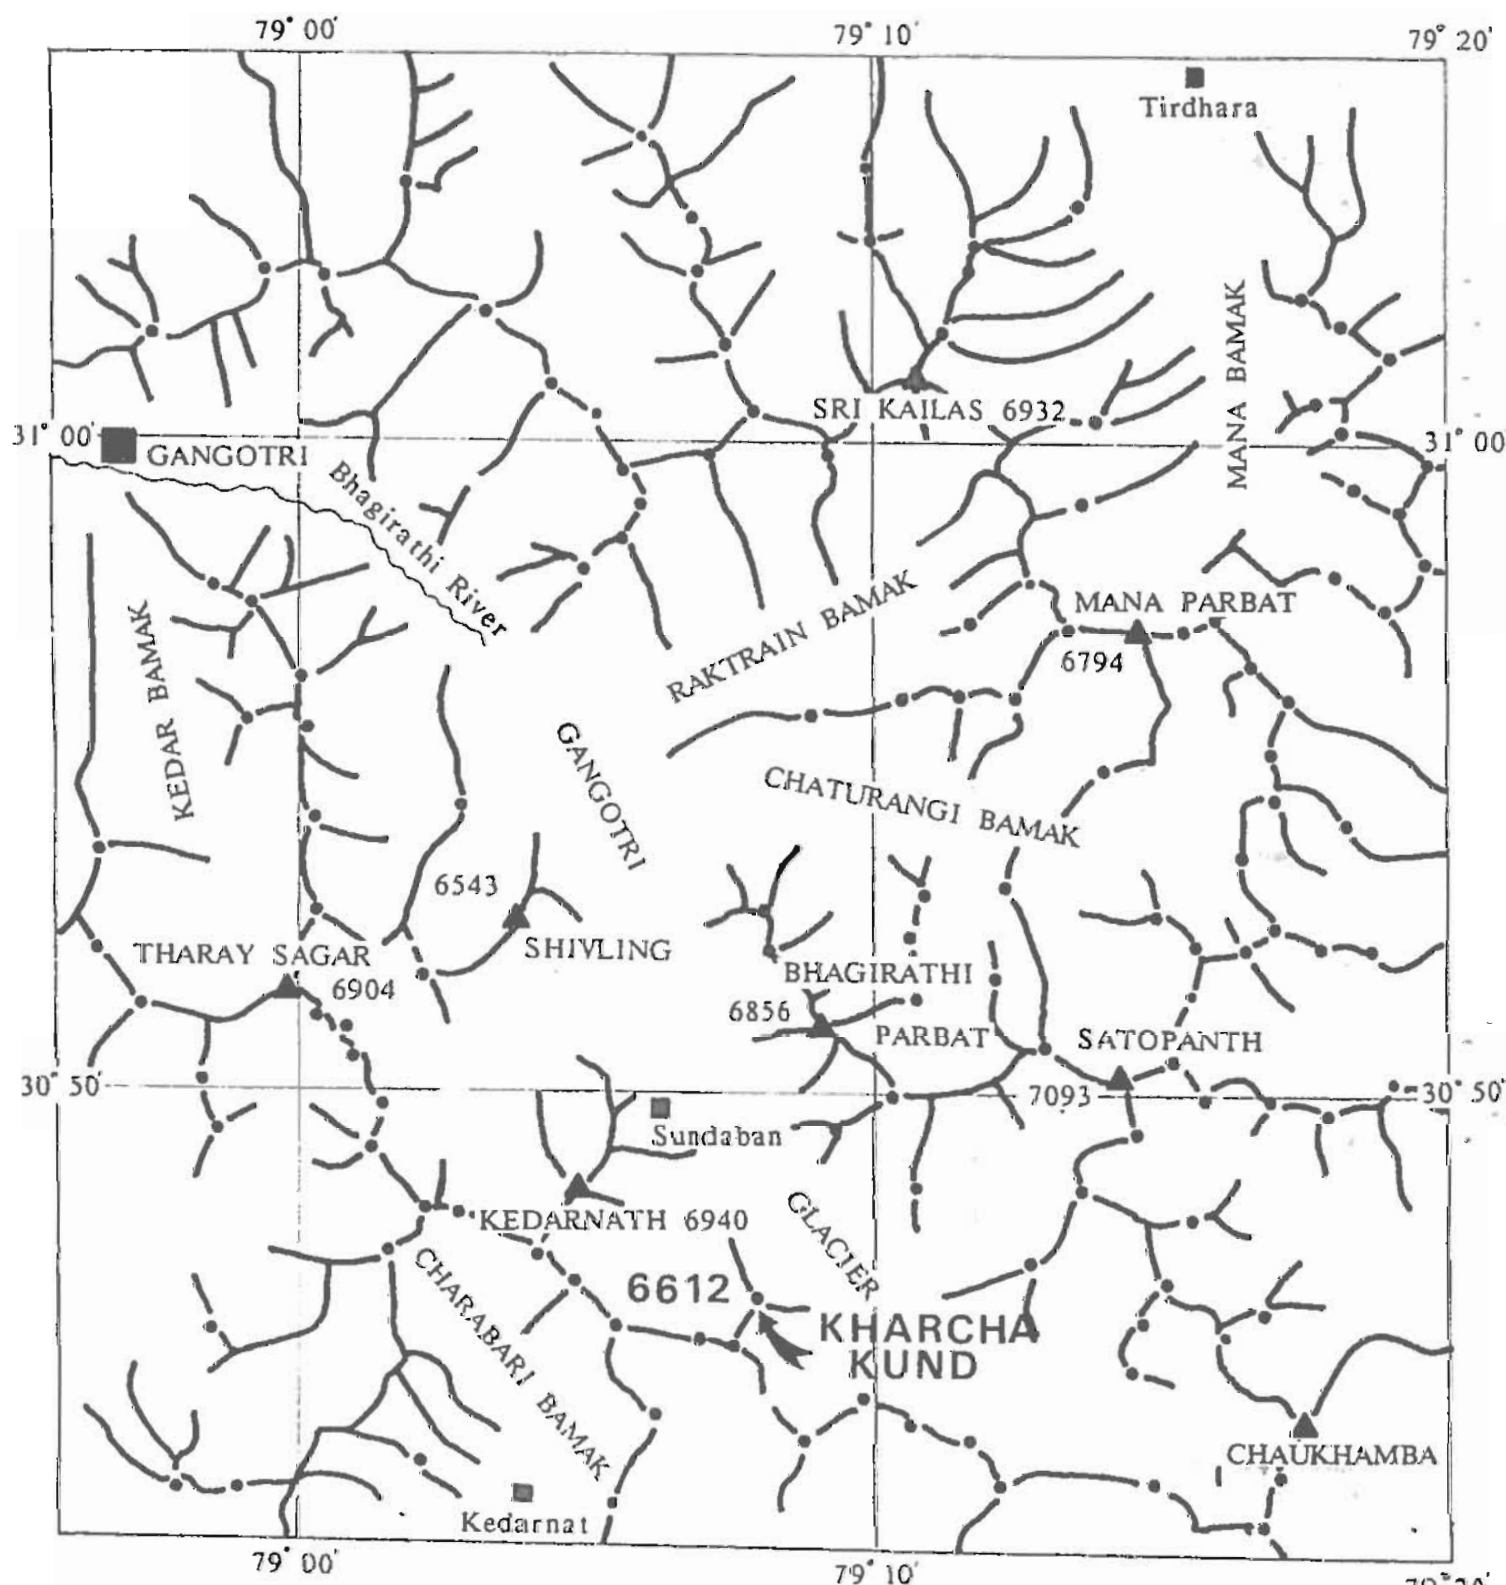 79° 00'
79° 10'
79° 20'
Tirdhara
MANA BAMAK
SRI KAILAS 6932
31° 00'
31° 00
GANGOTRI
Bhagirathi River
RAKTRAIN BAMAK
MANA PARBAT
6794
KEDAR BAMAK
GANGOTRI
CHATURANGI BAMAK
6543
SHIVLING
THARAY SAGAR
6904
BHAGIRATHI
6856
PARBAT
SATOPANTH
7093
30° 50'
30° 50'
Sundaban
KEDARNATH 6940
GLACIER
6612
KHARCHA
KUND
CHARABARI BAMAK
CHAUKHAMBA
Kedarnat
79° 00'
79° 10'